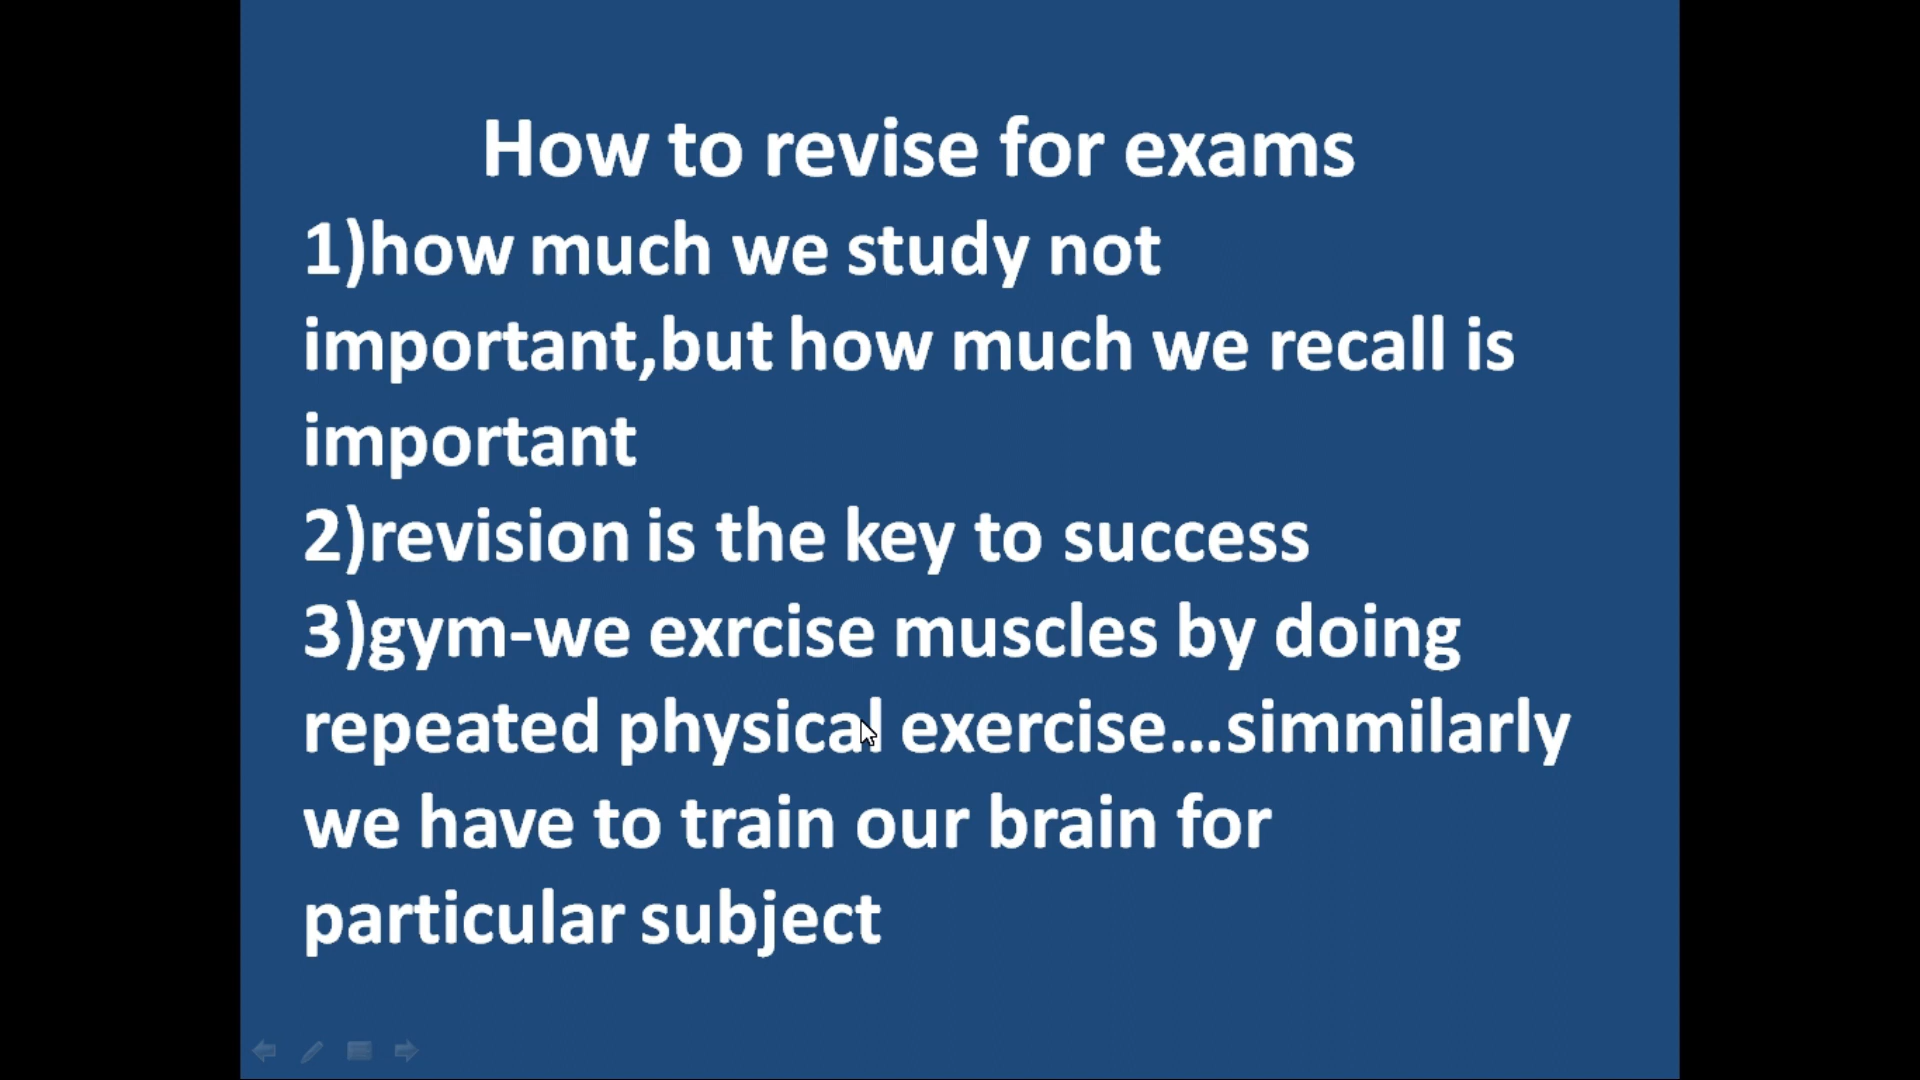 How to revise for exams
1)how much we study not
important,but how much we recall is
important
2)revision is the key to success
3)gym-we exrcise muscles by doing
repeated physical exercise...simmilarly
we have to train our brain for
particular subject